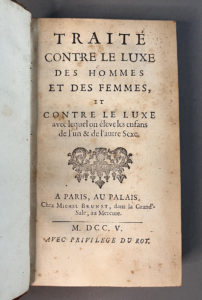 TRAITÉ
CONTRE LE LUXE
DES HOMMES
ET DES FEMMES,
ET
CONTRE LE LUXE
avec lequel on éleve les enfans
de l'un & de l'autre Sexe.
A PARIS, AU PALAIS,
Chez MICHEL BRUNET, dans la Grand'-
Salle, au Mercure.
M. DCC. V.
AVEC PRIVILEGE DU ROY.